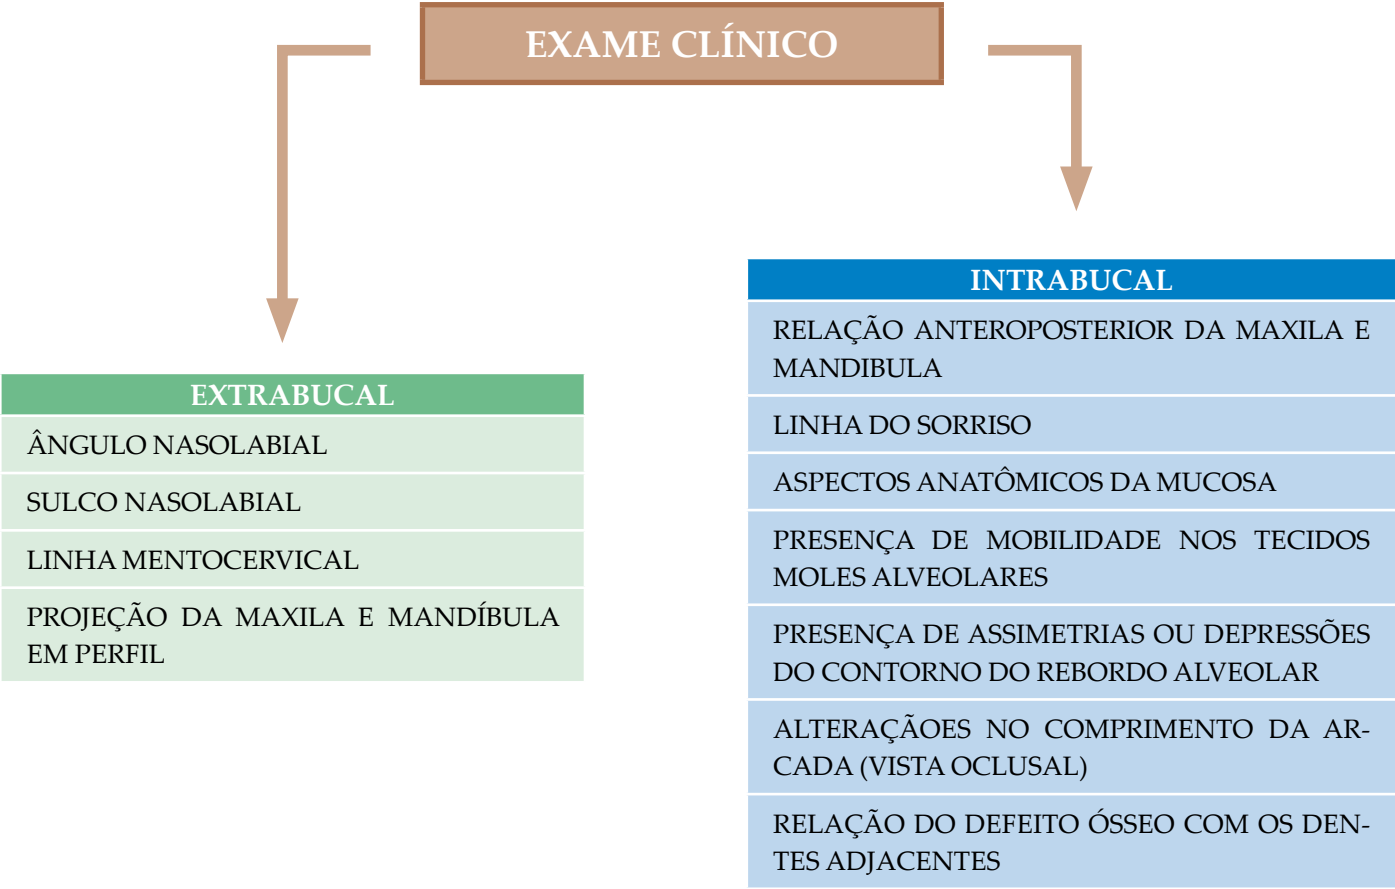 EXAME CLÍNICO
EXTRABUCAL
ÂNGULO NASOLABIAL
SULCO NASOLABIAL
LINHA MENTOCERVICAL
PROJEÇÃO DA MAXILA E MANDÍBULA
EM PERFIL
INTRABUCAL
RELAÇÃO ANTEROPOSTERIOR DA MAXILA E
MANDIBULA
LINHA DO SORRISO
ASPECTOS ANATÔMICOS DA MUCOSA
PRESENÇA DE MOBILIDADE NOS TECIDOS
MOLES ALVEOLARES
PRESENÇA DE ASSIMETRIAS OU DEPRESSÕES
DO CONTORNO DO REBORDO ALVEOLAR
ALTERAÇÃOES NO COMPRIMENTO DA AR-
CADA (VISTA OCLUSAL)
RELAÇÃO DO DEFEITO ÓSSEO COM OS DEN-
TES ADJACENTES